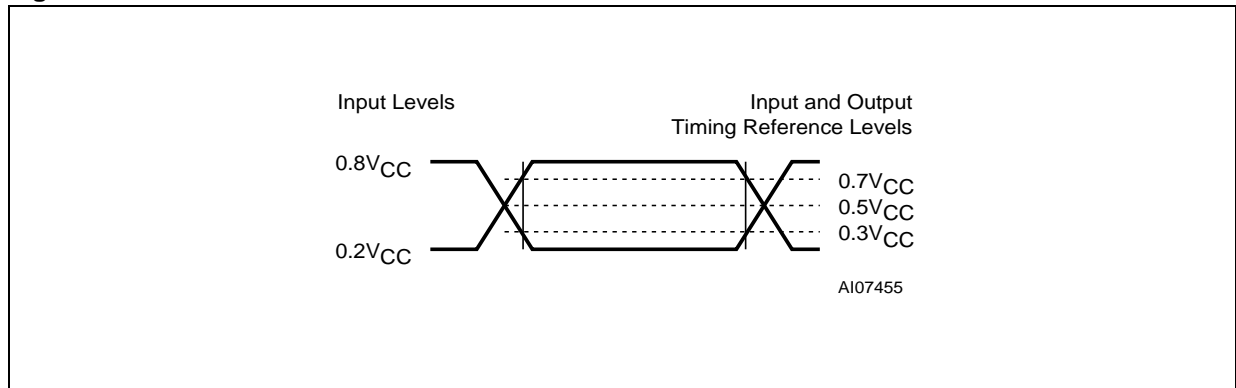 Input Levels
Input and Output
Timing Reference Levels
0.8VCC
0.7VCC
0.5VCC
0.3VCC
0.2VCC
AI07455